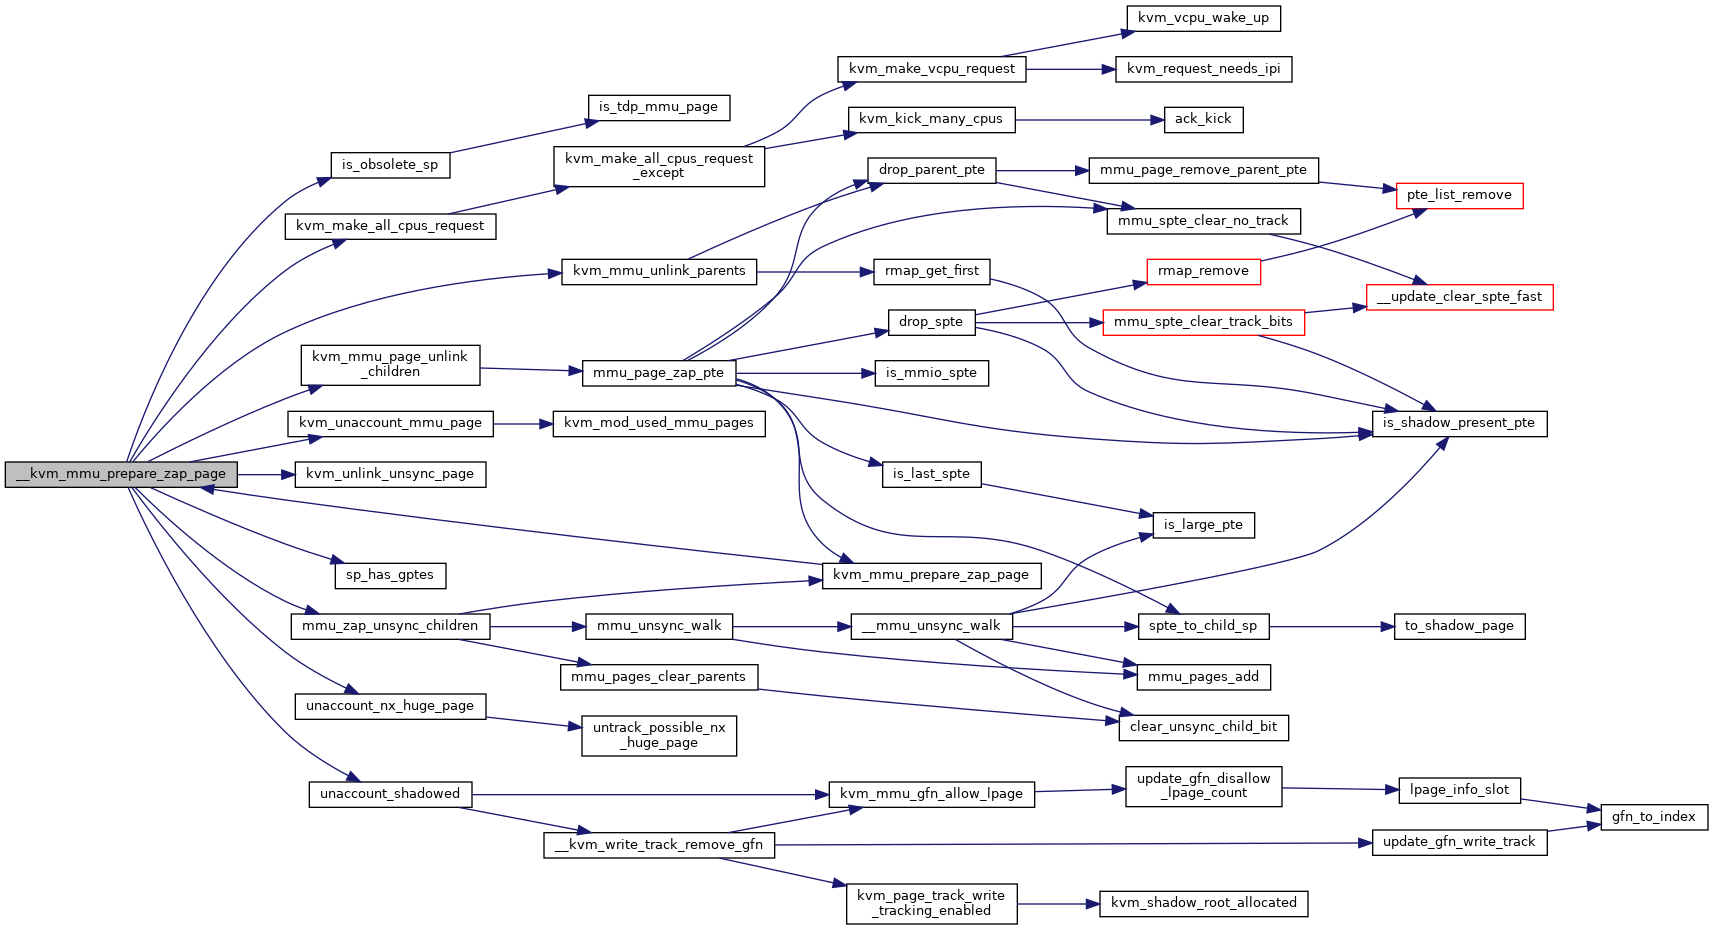 kvm_vcpu_wake_up
kvm_make_vcpu_request
kvm_request_needs_ipi
is_tdp_mmu_page
kvm_kick_many_cpus
ack_kick
is_obsolete_sp
kvm_make_all_cpus_request
_except
drop_parent_pte
mmu_page_remove_parent_pte
pte_list_remove
kvm_make_all_cpus_request
mmu_spte_clear_no_track
kvm_mmu_unlink_parents
rmap_get_first
rmap_remove
__update_clear_spte_fast
drop_spte
mmu_spte_clear_track_bits
kvm_mmu_page_unlink
_children
mmu_page_zap_pte
is_mmio_spte
kvm_unaccount_mmu_page
kvm_mod_used_mmu_pages
is_shadow_present_pte
__kvm_mmu_prepare_zap_page
kvm_unlink_unsync_page
is_last_spte
is_large_pte
sp_has_gptes
kvm_mmu_prepare_zap_page
mmu_zap_unsync_children
mmu_unsync_walk
__mmu_unsync_walk
spte_to_child_sp
to_shadow_page
mmu_pages_clear_parents
mmu_pages_add
unaccount_nx_huge_page
untrack_possible_nx
_huge_page
clear_unsync_child_bit
unaccount_shadowed
kvm_mmu_gfn_allow_lpage
update_gfn_disallow
_lpage_count
lpage_info_slot
gfn_to_index
__kvm_write_track_remove_gfn
update_gfn_write_track
kvm_page_track_write
_tracking_enabled
kvm_shadow_root_allocated